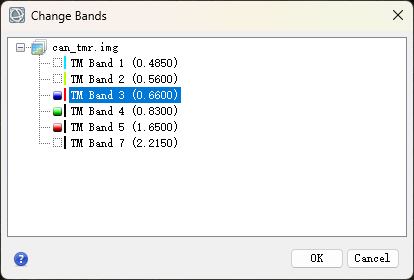 Change Bands
can_tmr.img
TM Band 1 (0.4850)
TM Band 2 (0.5600)
TM Band 3 (0.6600)
TM Band 4 (0.8300)
TM Band 5 (1.6500)
TM Band 7 (2.2150)
?
OK Cancel